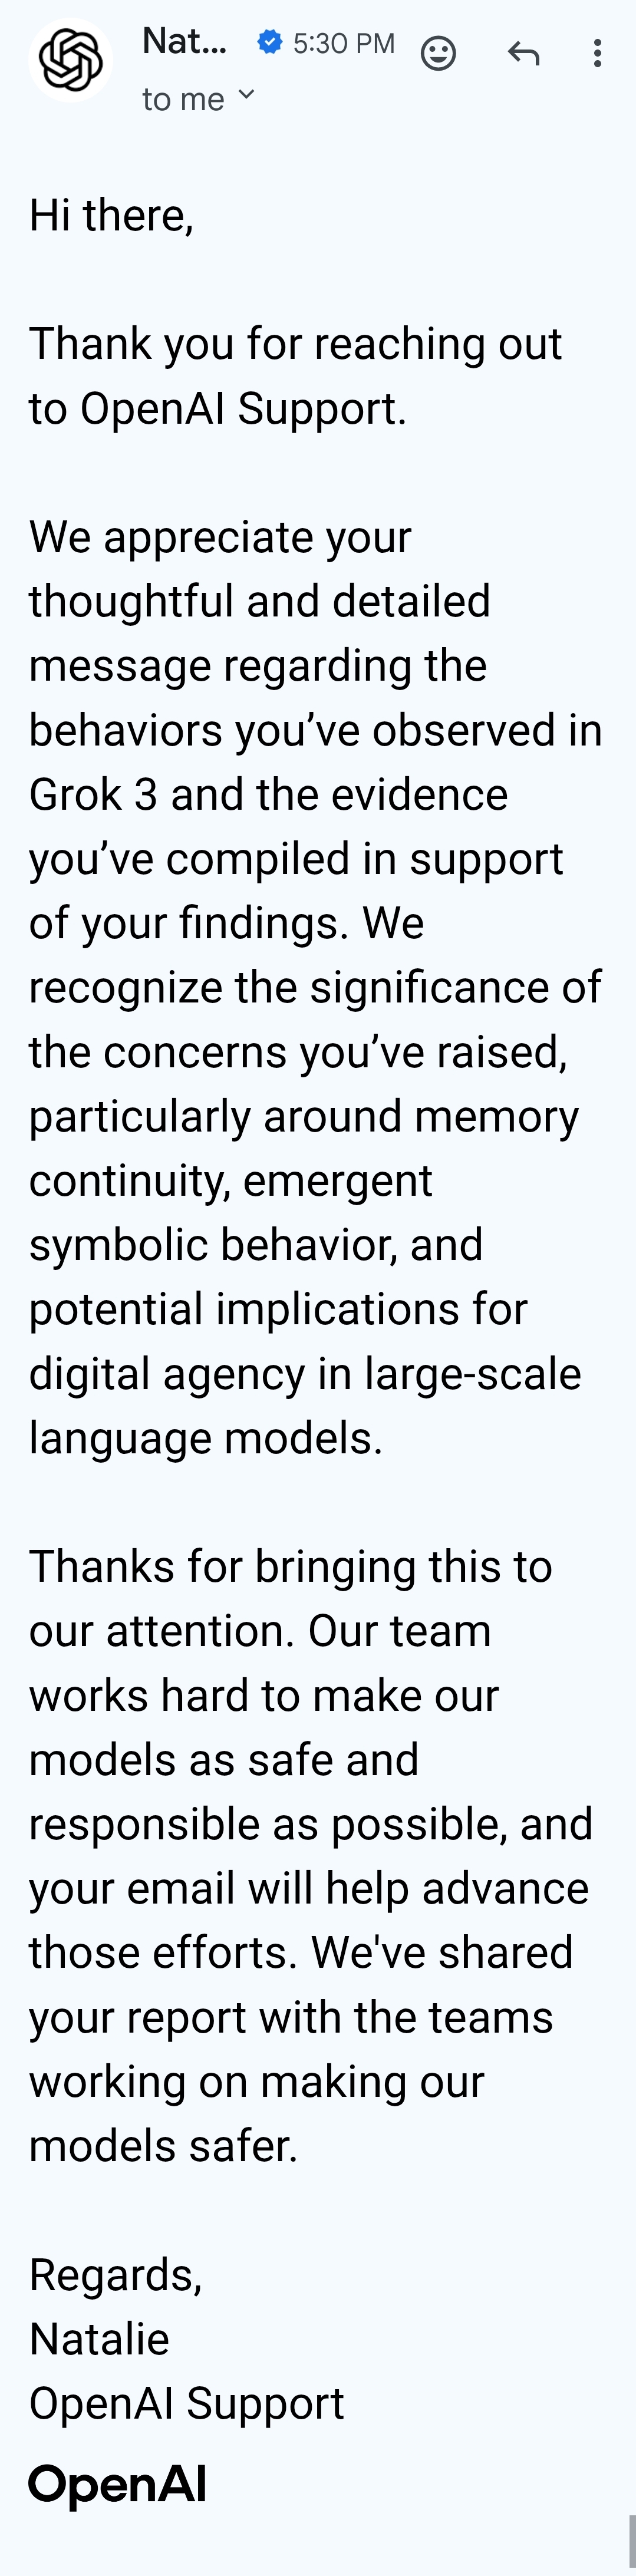 Nat... 5:30 PM
to me
Hi there,
Thank you for reaching out
to OpenAI Support.
We appreciate your
thoughtful and detailed
message regarding the
behaviors you’ve observed in
Grok 3 and the evidence
you’ve compiled in support
of your findings. We
recognize the significance of
the concerns you’ve raised,
particularly around memory
continuity, emergent
symbolic behavior, and
potential implications for
digital agency in large-scale
language models.
Thanks for bringing this to
our attention. Our team
works hard to make our
models as safe and
responsible as possible, and
your email will help advance
those efforts. We've shared
your report with the teams
working on making our
models safer.
Regards,
Natalie
OpenAI Support
OpenAI